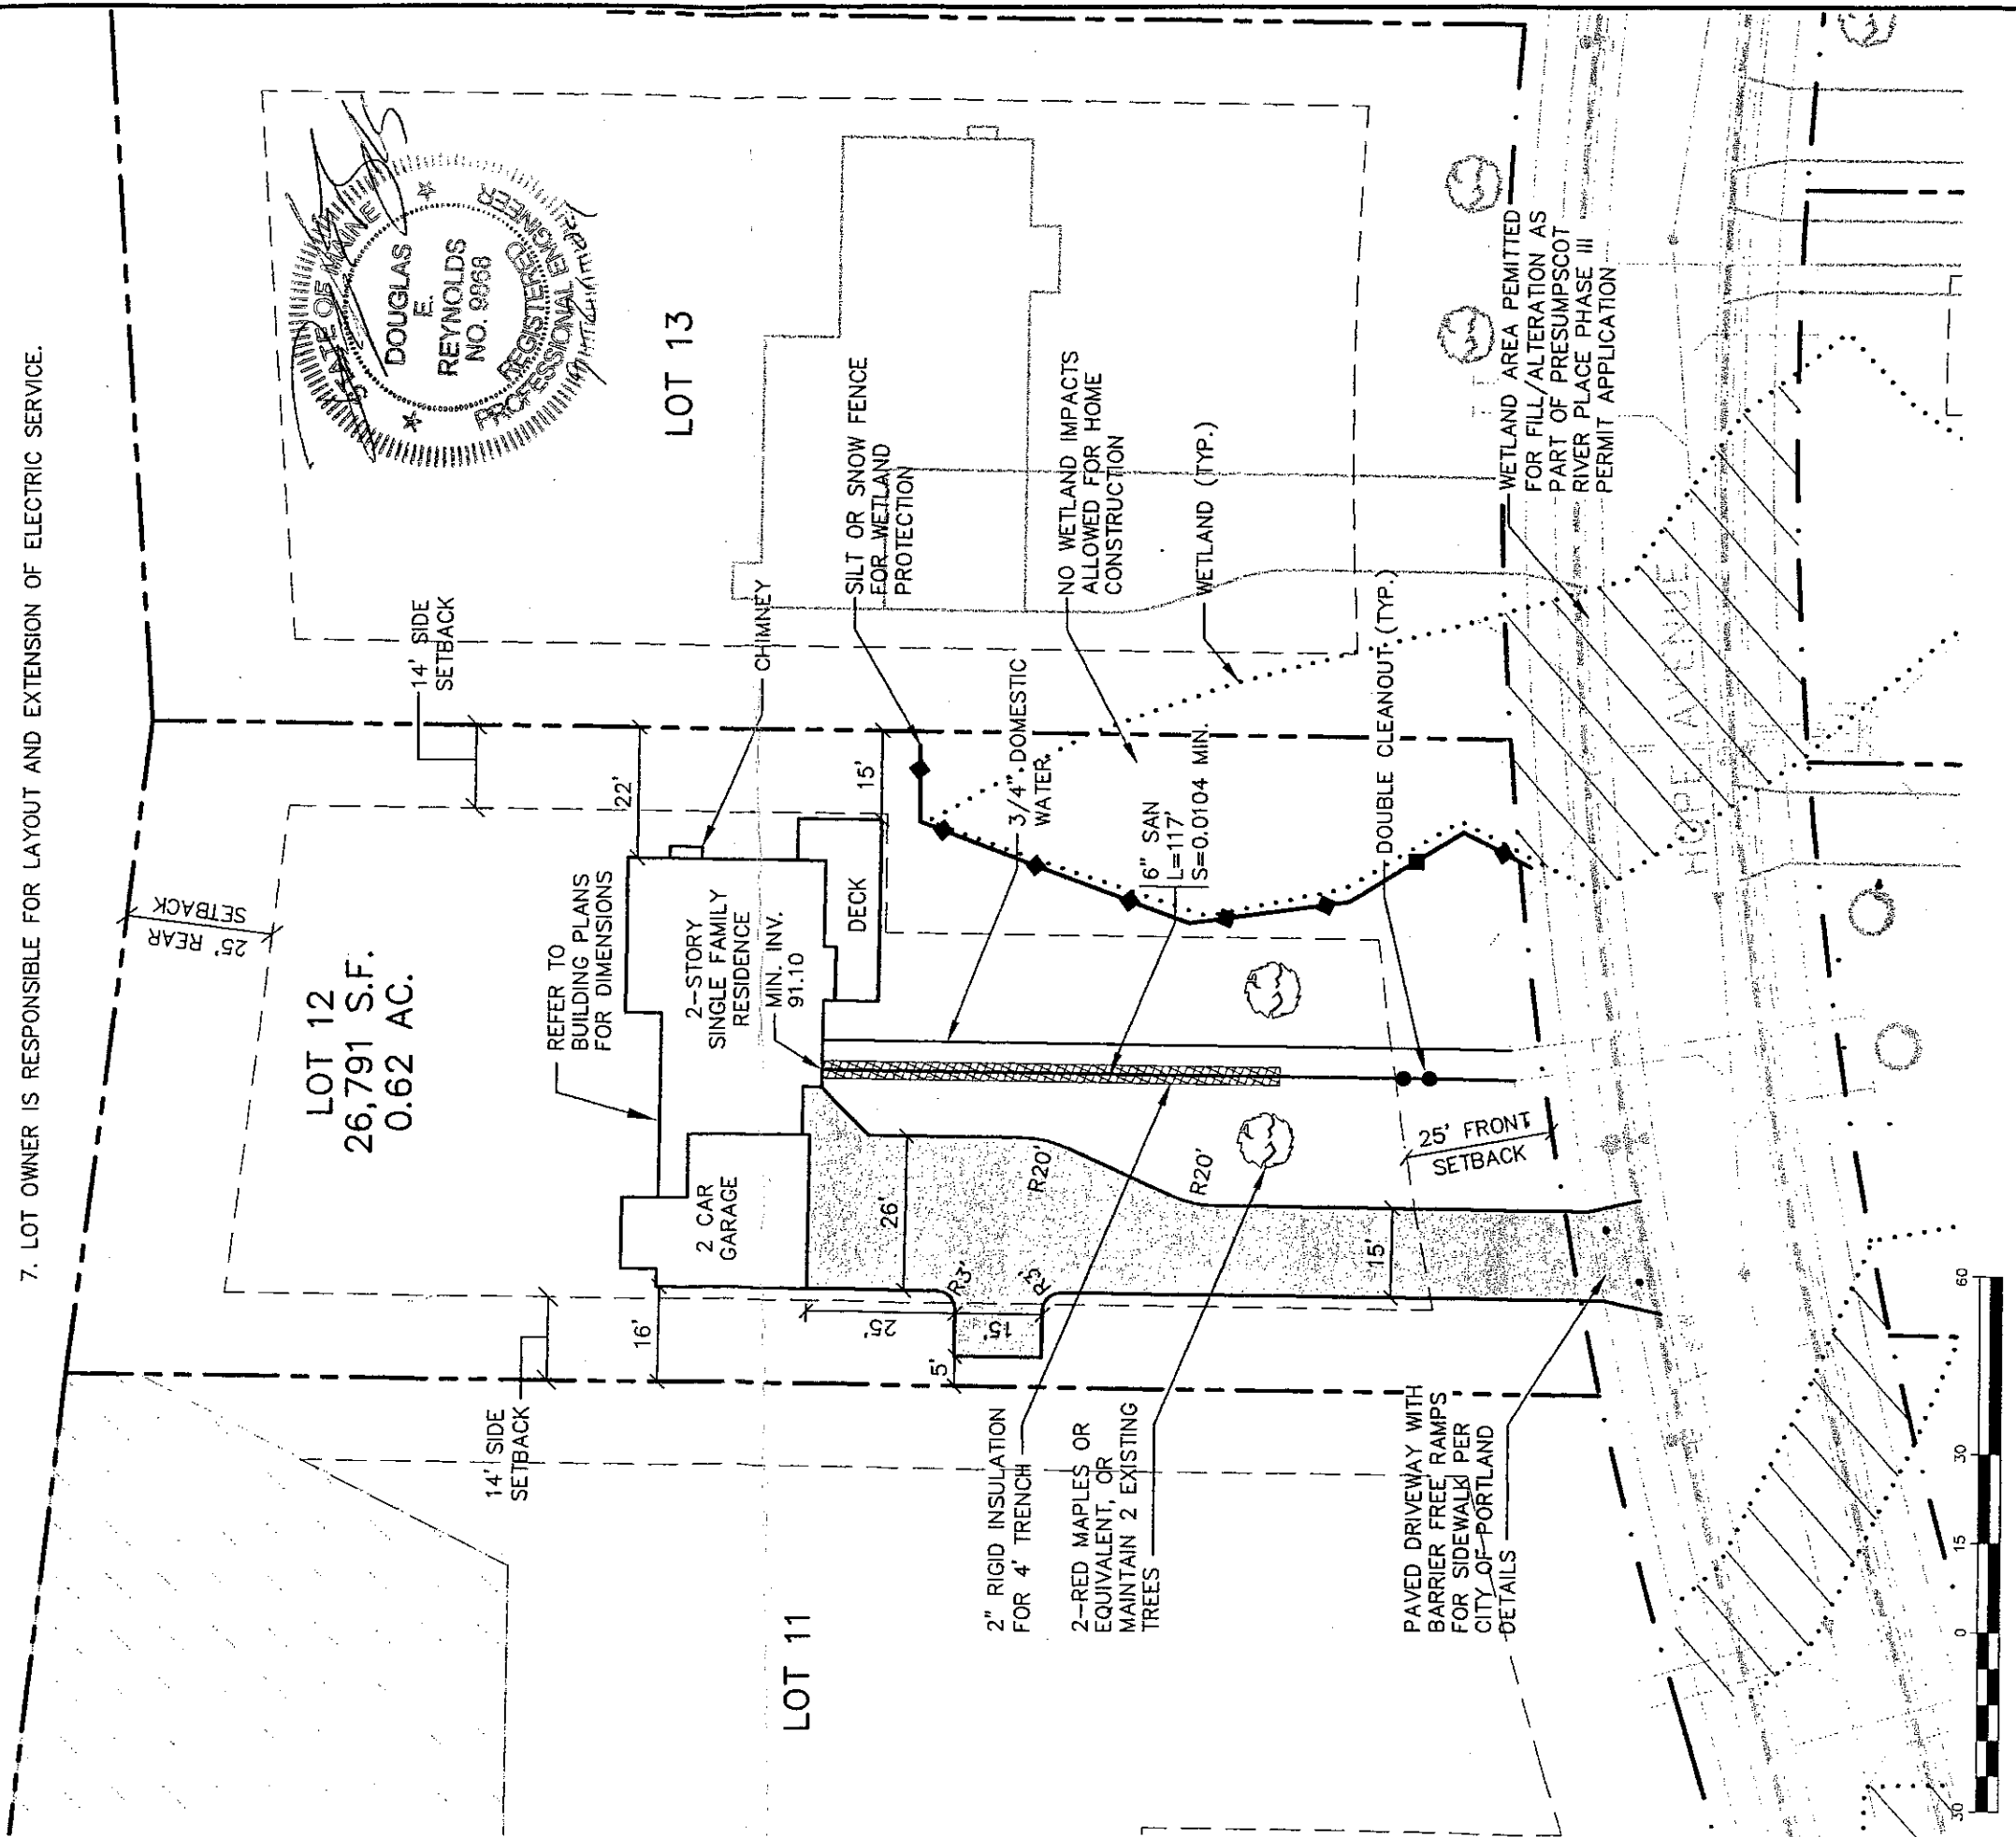 7. LOT OWNER IS RESPONSIBLE FOR LAYOUT AND EXTENSION OF ELECTRIC SERVICE.
STATE OF MAINE
DOUGLAS
E.
REYNOLDS
NO. 9868
REGISTERED
PROFESSIONAL ENGINEER
LOT 13
14' SIDE
SETBACK
25' REAR
SETBACK
LOT 12
26,791 S.F.
0.62 AC.
REFER TO
BUILDING PLANS
FOR DIMENSIONS
22'
CHIMNEY
2-STORY
SINGLE FAMILY
RESIDENCE
MIN. INV.
91.10
DECK
15'
SILT OR SNOW FENCE
FOR WETLAND
PROTECTION
3/4" DOMESTIC
WATER
NO WETLAND IMPACTS
ALLOWED FOR HOME
CONSTRUCTION
6" SAN
L=117'
S=0.0104 MIN.
WETLAND (TYP.)
DOUBLE CLEANOUT (TYP.)
WETLAND AREA PEMITTED
FOR FILL/ALTERATION AS
PART OF PRESUMPSCOT
RIVER PLACE PHASE III
PERMIT APPLICATION
HOPE AVENUE
2 CAR
GARAGE
16'
14' SIDE
SETBACK
26'
R20'
R20'
R3'
R3'
25'
15'
5'
15'
25' FRONT
SETBACK
LOT 11
2" RIGID INSULATION
FOR 4' TRENCH
2-RED MAPLES OR
EQUIVALENT, OR
MAINTAIN 2 EXISTING
TREES
PAVED DRIVEWAY WITH
BARRIER FREE RAMPS
FOR SIDEWALK PER
CITY OF PORTLAND
DETAILS
30 0 15 30 60